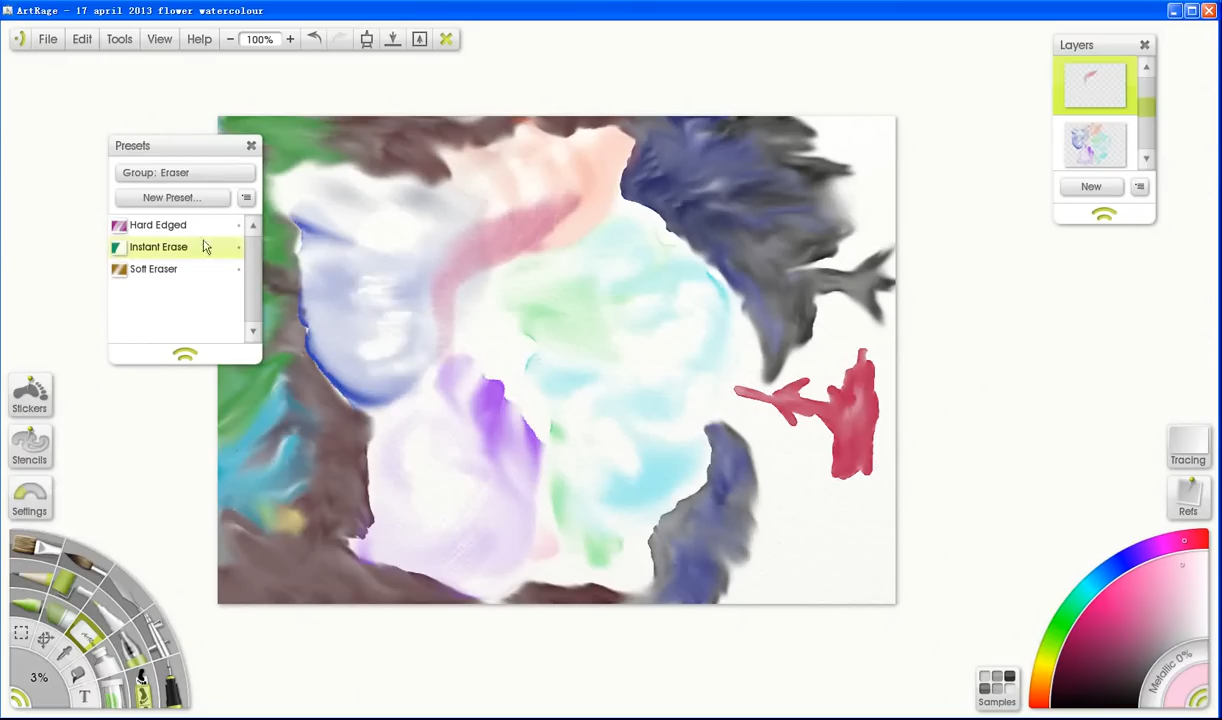 ArtRage - 17 april 2013 flower watercolour
File Edit Tools View Help - 100% +
Layers
New
Presets
Group: Eraser
New Preset...
Hard Edged
Instant Erase
Soft Eraser
Stickers
Stencils
Settings
3%
T
Tracing
Refs
Metallic 0%
Samples